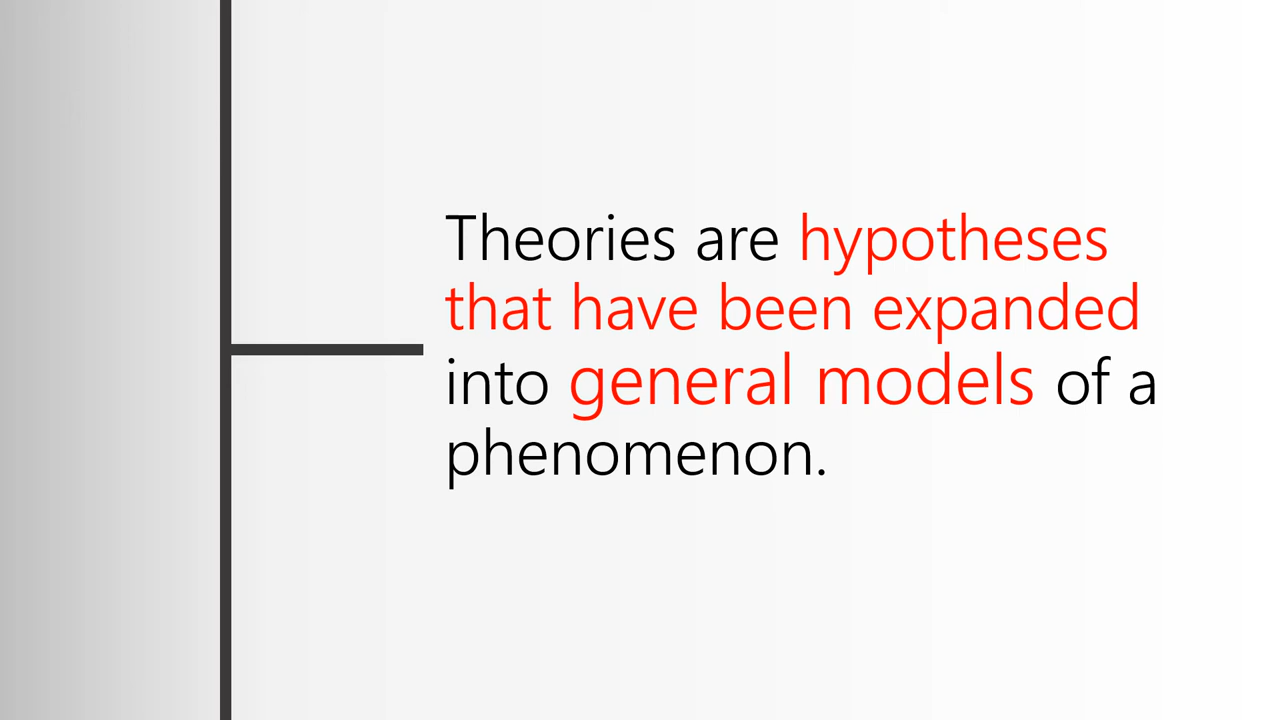 Theories are hypotheses
that have been expanded
into general models of a
phenomenon.